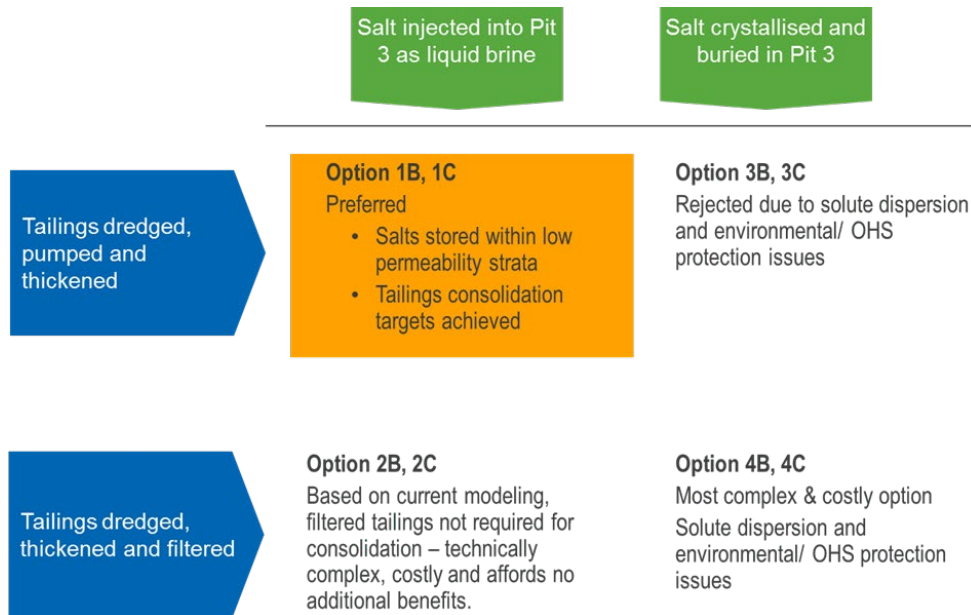 Salt injected into Pit
3 as liquid brine
Salt crystallised and
buried in Pit 3
Tailings dredged,
pumped and
thickened
Option 1B, 1C
Preferred
• Salts stored within low
permeability strata
• Tailings consolidation
targets achieved
Option 3B, 3C
Rejected due to solute dispersion
and environmental/ OHS
protection issues
Tailings dredged,
thickened and filtered
Option 2B, 2C
Based on current modeling,
filtered tailings not required for
consolidation – technically
complex, costly and affords no
additional benefits.
Option 4B, 4C
Most complex & costly option
Solute dispersion and
environmental/ OHS protection
issues